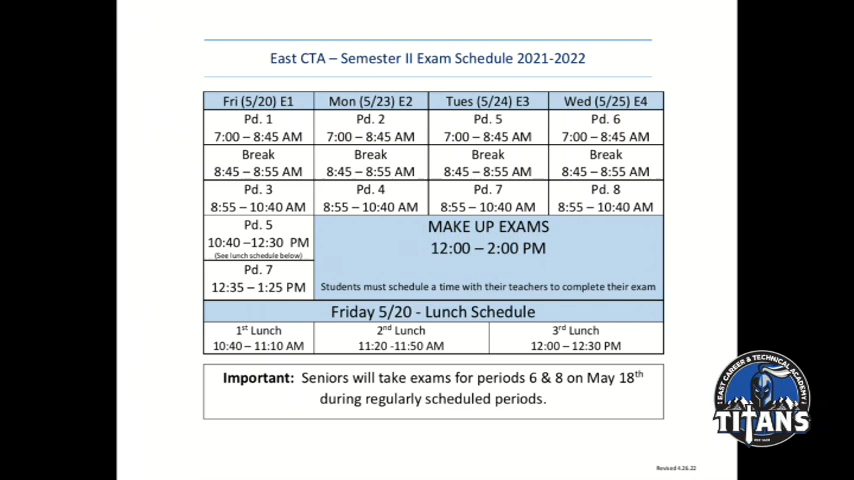 East CTA – Semester II Exam Schedule 2021-2022
Fri (5/20) E1 Mon (5/23) E2 Tues (5/24) E3 Wed (5/25) E4
Pd. 1 Pd. 2 Pd. 5 Pd. 6
7:00 – 8:45 AM 7:00 – 8:45 AM 7:00 – 8:45 AM 7:00 – 8:45 AM
Break Break Break Break
8:45 – 8:55 AM 8:45 – 8:55 AM 8:45 – 8:55 AM 8:45 – 8:55 AM
Pd. 3 Pd. 4 Pd. 7 Pd. 8
8:55 – 10:40 AM 8:55 – 10:40 AM 8:55 – 10:40 AM 8:55 – 10:40 AM
Pd. 5
10:40 –12:30 PM
(See lunch schedule below)
Pd. 7
12:35 – 1:25 PM
MAKE UP EXAMS
12:00 – 2:00 PM
Students must schedule a time with their teachers to complete their exam
Friday 5/20 - Lunch Schedule
1st Lunch 2nd Lunch 3rd Lunch
10:40 – 11:10 AM 11:20 -11:50 AM 12:00 – 12:30 PM
Important: Seniors will take exams for periods 6 & 8 on May 18th
during regularly scheduled periods.
EAST CAREER & TECHNICAL ACADEMY
TITANS
Revised 4.26.22